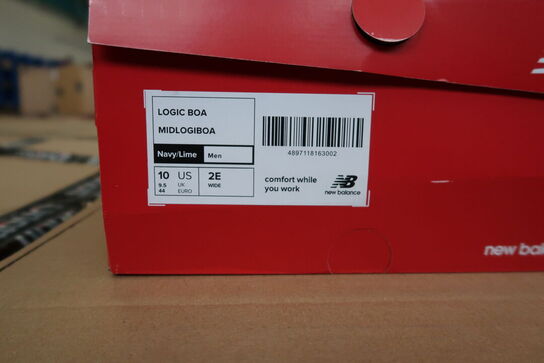 LOGIC BOA
MIDLOGIBOA
Navy/Lime Men
10 US 2E
9.5 UK WIDE
44 EURO
4897118163002
comfort while
you work
new balance
new bal